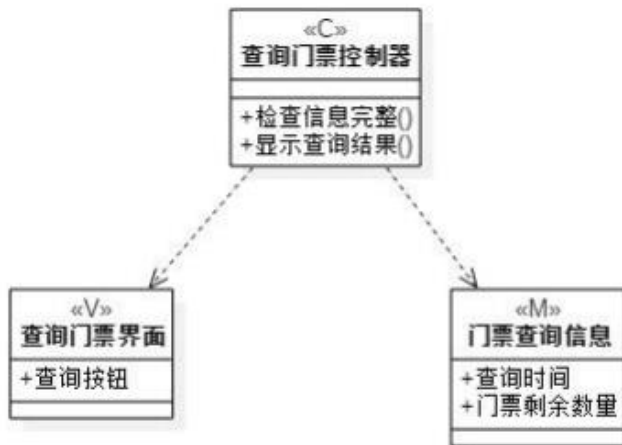 «C»
查询门票控制器
+检查信息完整()
+显示查询结果()
«V»
查询门票界面
+查询按钮
«M»
门票查询信息
+查询时间
+门票剩余数量